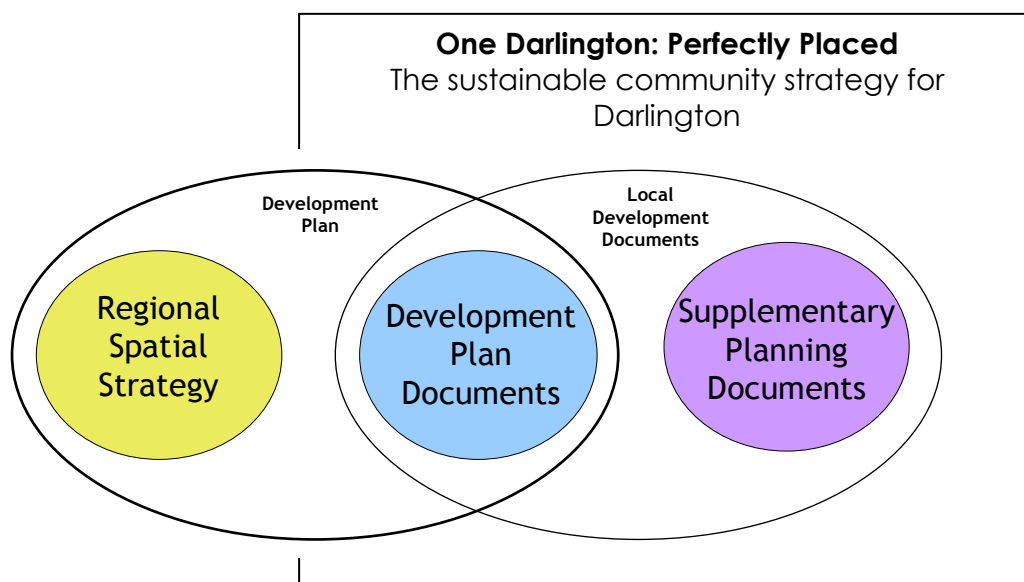 One Darlington: Perfectly Placed
The sustainable community strategy for
Darlington
Development
Plan
Local
Development
Documents
Regional
Spatial
Strategy
Development
Plan
Documents
Supplementary
Planning
Documents